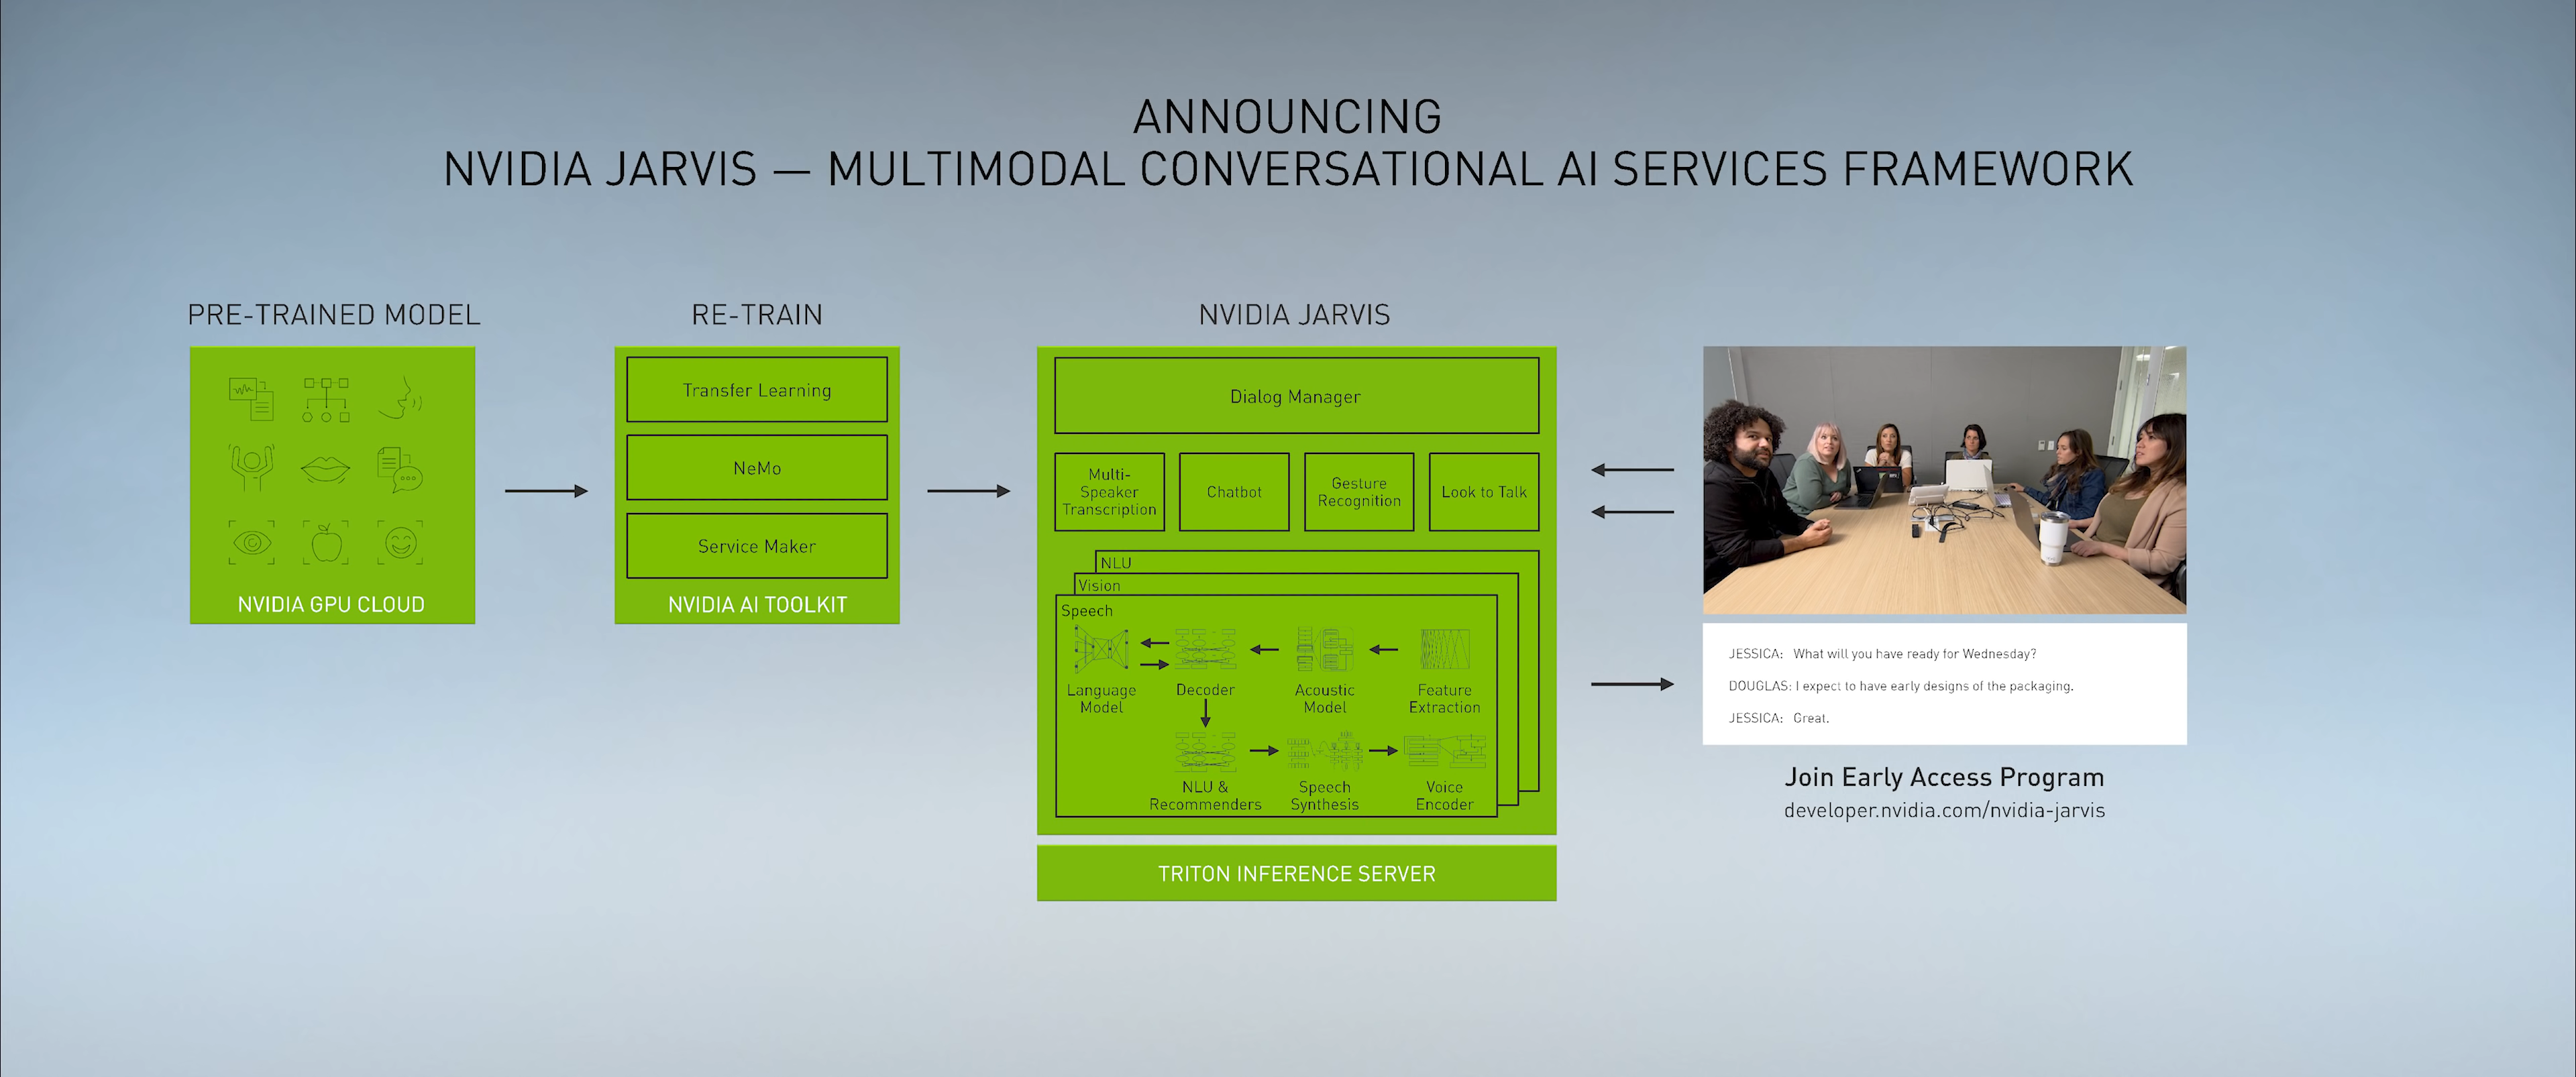 ANNOUNCING
NVIDIA JARVIS — MULTIMODAL CONVERSATIONAL AI SERVICES FRAMEWORK
PRE-TRAINED MODEL
NVIDIA GPU CLOUD
RE-TRAIN
Transfer Learning
NeMo
Service Maker
NVIDIA AI TOOLKIT
NVIDIA JARVIS
Dialog Manager
Multi-
Speaker
Transcription
Chatbot
Gesture
Recognition
Look to Talk
NLU
Vision
Speech
Language
Model
Decoder
Acoustic
Model
Feature
Extraction
NLU &
Recommenders
Speech
Synthesis
Voice
Encoder
TRITON INFERENCE SERVER
JESSICA: What will you have ready for Wednesday?
DOUGLAS: I expect to have early designs of the packaging.
JESSICA: Great.
Join Early Access Program
developer.nvidia.com/nvidia-jarvis